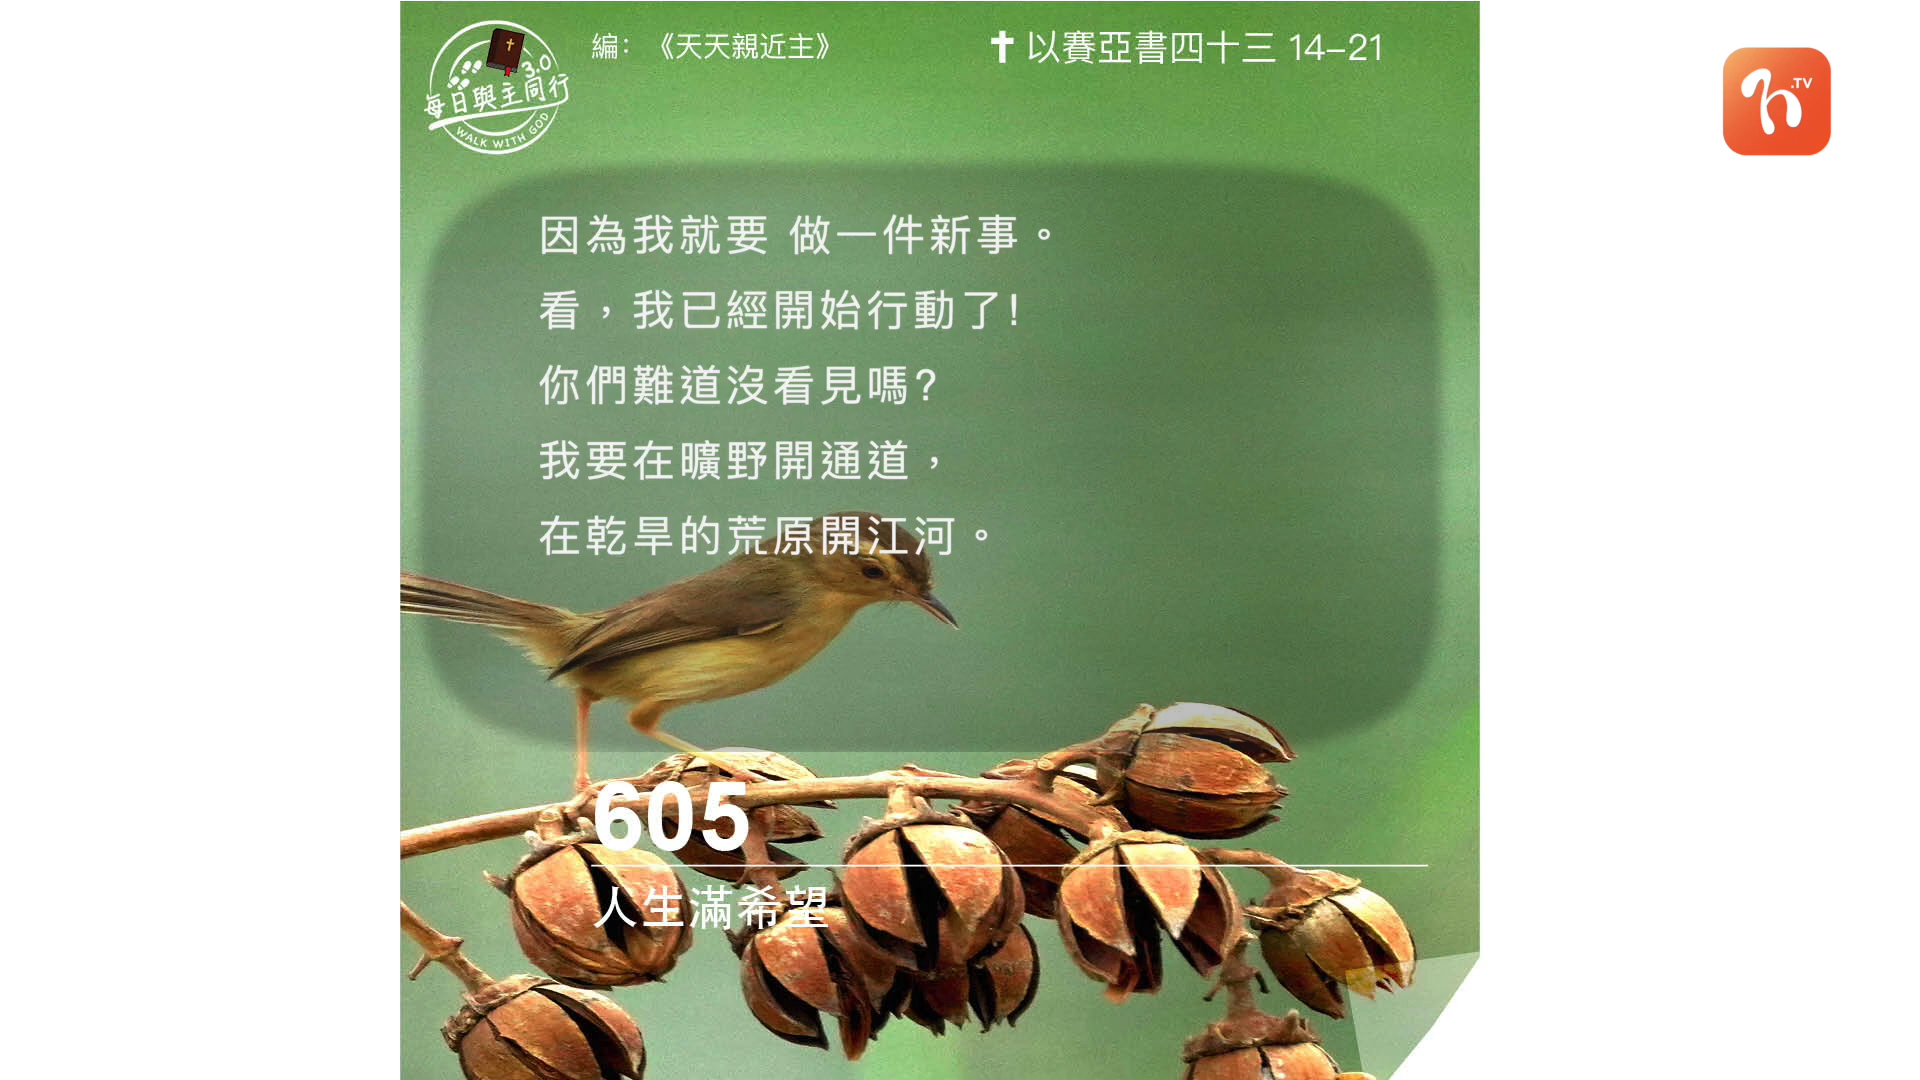 編：《天天親近主》
✝ 以賽亞書四十三 14-21
3.0
每日與主同行
WALK WITH GOD
h.TV
因為我就要 做一件新事。
看，我已經開始行動了!
你們難道沒看見嗎?
我要在曠野開通道，
在乾旱的荒原開江河。
605
人生滿希望